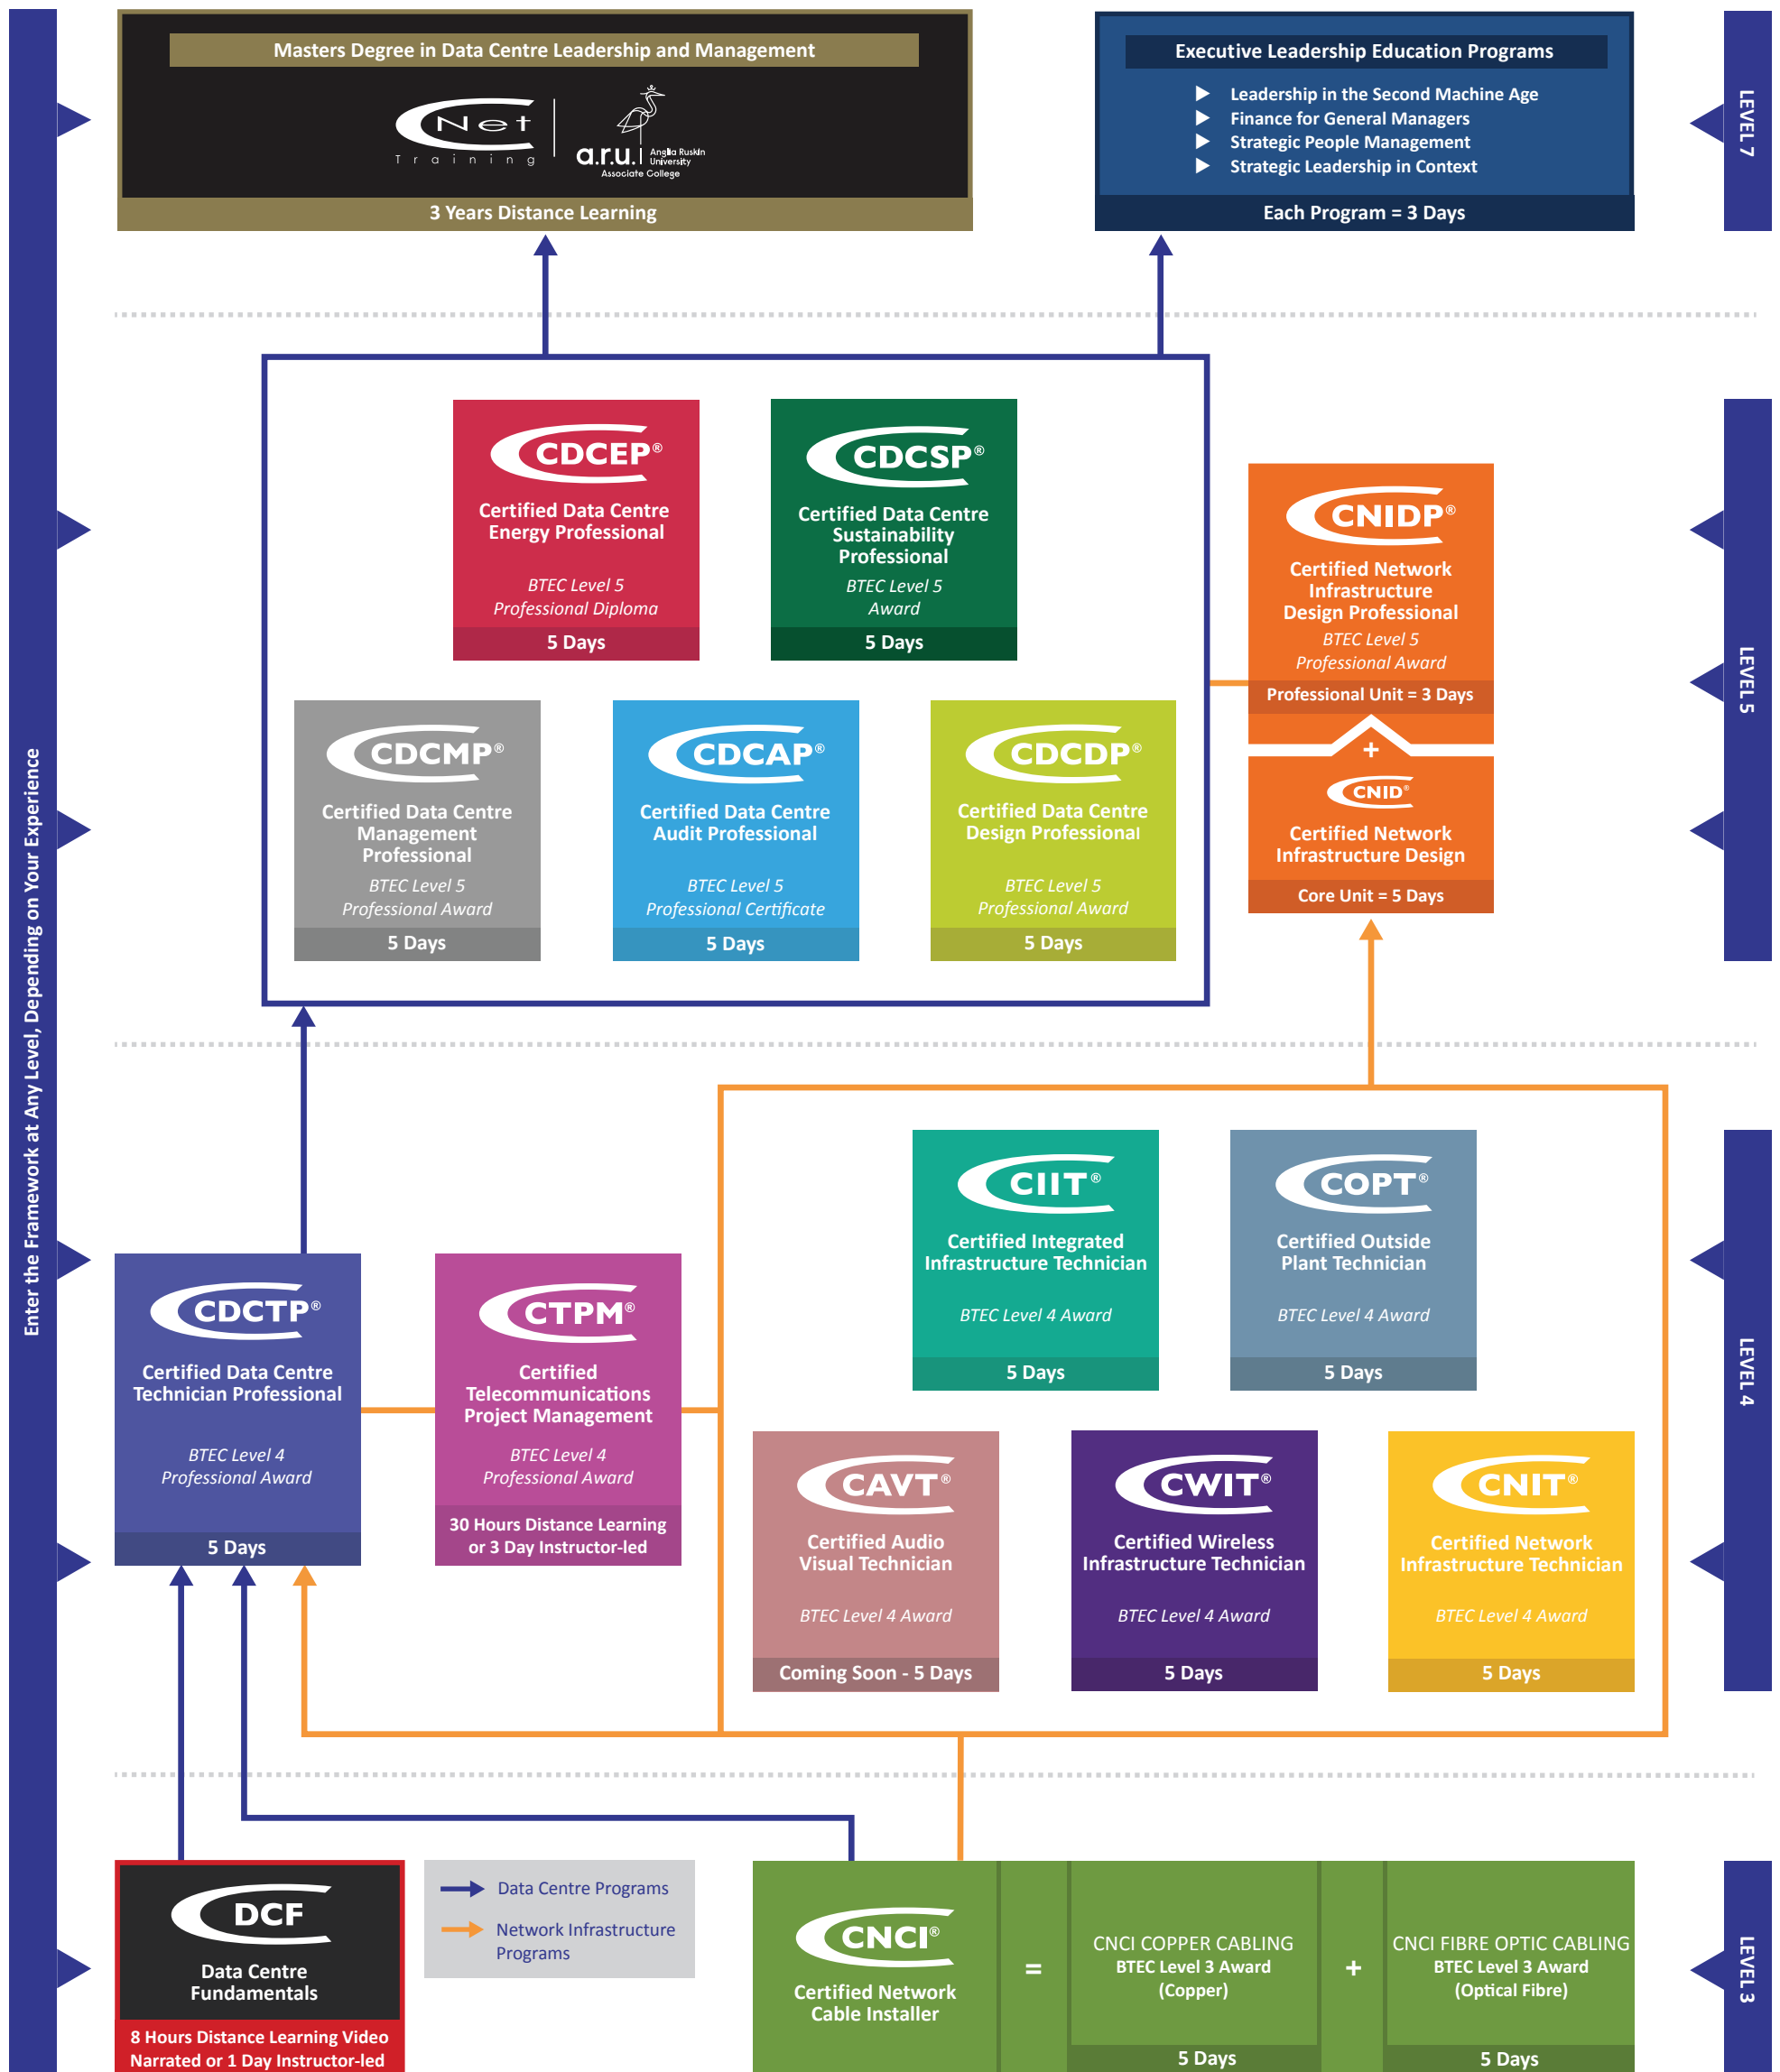 Masters Degree in Data Centre Leadership and Management
CNet
Training
a.r.u.
Anglia Ruskin
University
Associate College
3 Years Distance Learning
Executive Leadership Education Programs
Leadership in the Second Machine Age
Finance for General Managers
Strategic People Management
Strategic Leadership in Context
Each Program = 3 Days
LEVEL 7
Enter the Framework at Any Level, Depending on Your Experience
CDCEP®
Certified Data Centre
Energy Professional
BTEC Level 5
Professional Diploma
5 Days
CDCSP®
Certified Data Centre
Sustainability
Professional
BTEC Level 5
Award
5 Days
CNIDP®
Certified Network
Infrastructure
Design Professional
BTEC Level 5
Professional Award
Professional Unit = 3 Days
+
CNID®
Certified Network
Infrastructure Design
Core Unit = 5 Days
LEVEL 5
CDCMP®
Certified Data Centre
Management
Professional
BTEC Level 5
Professional Award
5 Days
CDCAP®
Certified Data Centre
Audit Professional
BTEC Level 5
Professional Certificate
5 Days
CDCDP®
Certified Data Centre
Design Professional
BTEC Level 5
Professional Award
5 Days
CDCTP®
Certified Data Centre
Technician Professional
BTEC Level 4
Professional Award
5 Days
CTPM®
Certified
Telecommunications
Project Management
BTEC Level 4
Professional Award
30 Hours Distance Learning
or 3 Day Instructor-led
CIIT®
Certified Integrated
Infrastructure Technician
BTEC Level 4 Award
5 Days
COPT®
Certified Outside
Plant Technician
BTEC Level 4 Award
5 Days
LEVEL 4
CAVT®
Certified Audio
Visual Technician
BTEC Level 4 Award
Coming Soon - 5 Days
CWIT®
Certified Wireless
Infrastructure Technician
BTEC Level 4 Award
5 Days
CNIT®
Certified Network
Infrastructure Technician
BTEC Level 4 Award
5 Days
DCF
Data Centre
Fundamentals
8 Hours Distance Learning Video
Narrated or 1 Day Instructor-led
Data Centre Programs
Network Infrastructure
Programs
CNCI®
Certified Network
Cable Installer
=
CNCI COPPER CABLING
BTEC Level 3 Award
(Copper)
5 Days
+
CNCI FIBRE OPTIC CABLING
BTEC Level 3 Award
(Optical Fibre)
5 Days
LEVEL 3